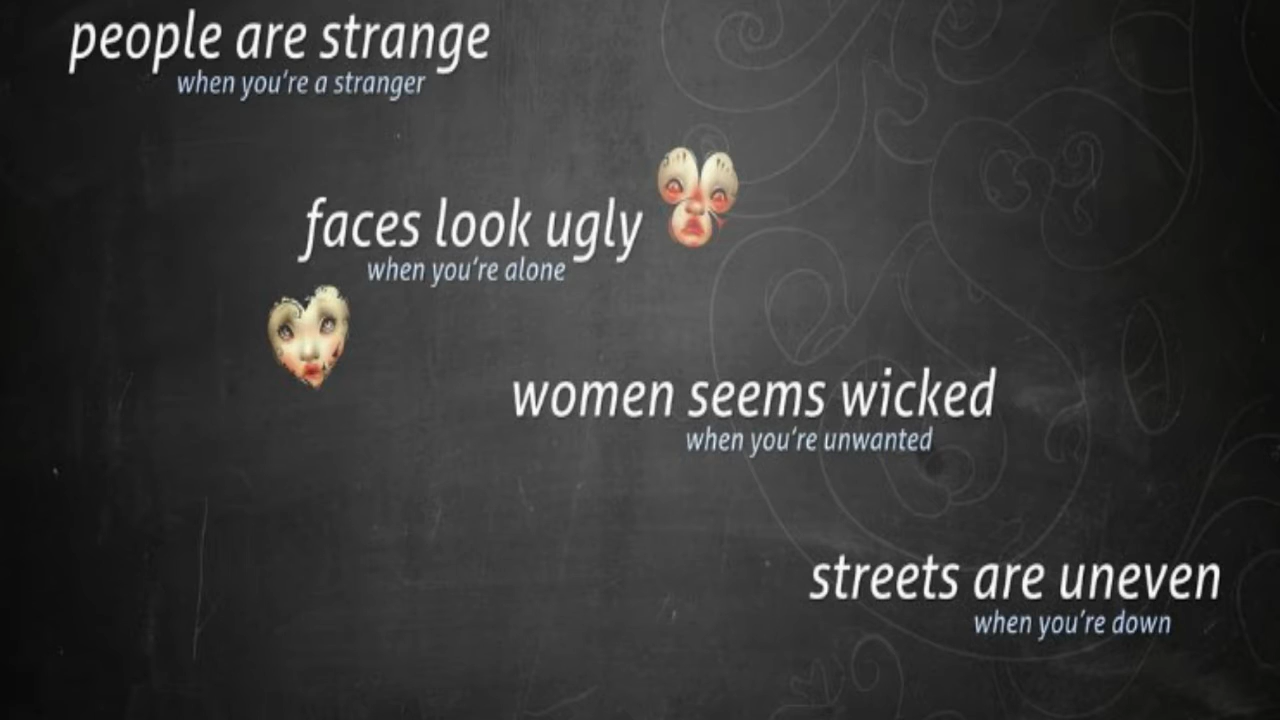 people are strange
when you're a stranger
faces look ugly
when you're alone
women seems wicked
when you're unwanted
streets are uneven
when you're down